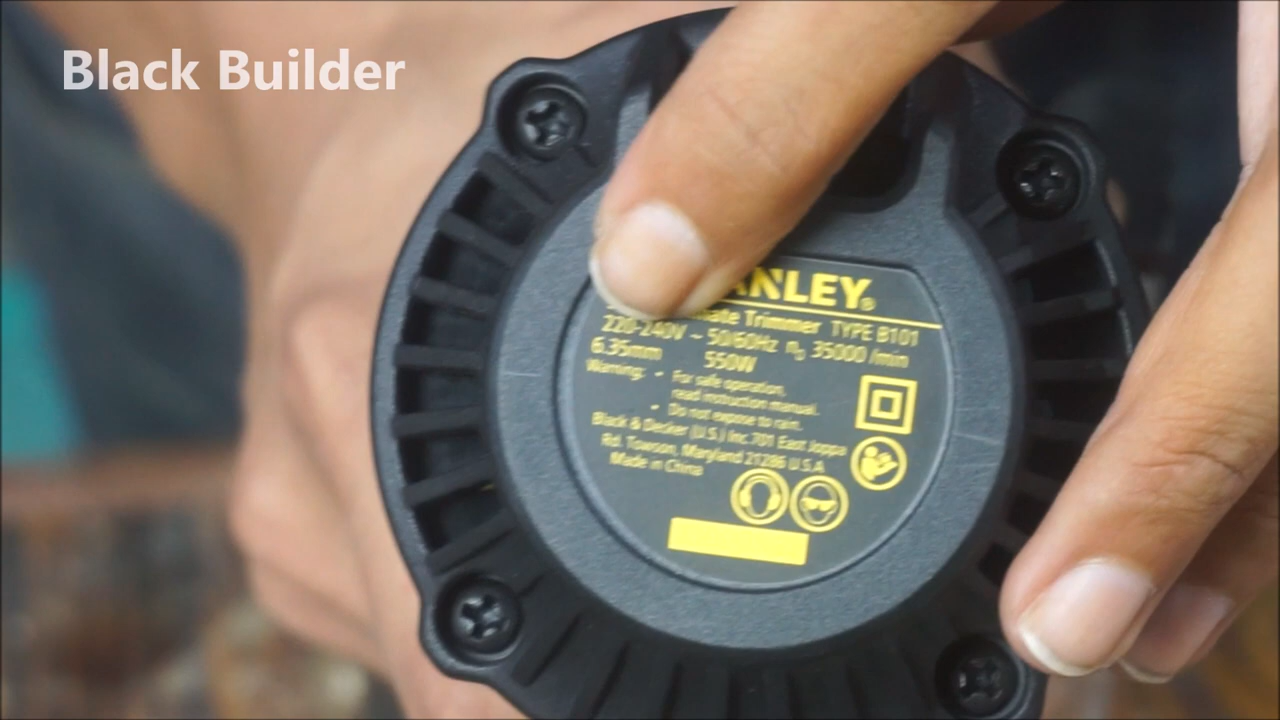 Black Builder
ANLEY®
ate Trimmer TYPE B101
220-240V ~ 50/60Hz n₀ 35000 /min
6.35mm 550W
Warning: • For safe operation,
read instruction manual.
• Do not expose to rain.
Black & Decker (U.S.) Inc. 701 East Joppa
Rd. Towson, Maryland 21286 U.S.A
Made in China